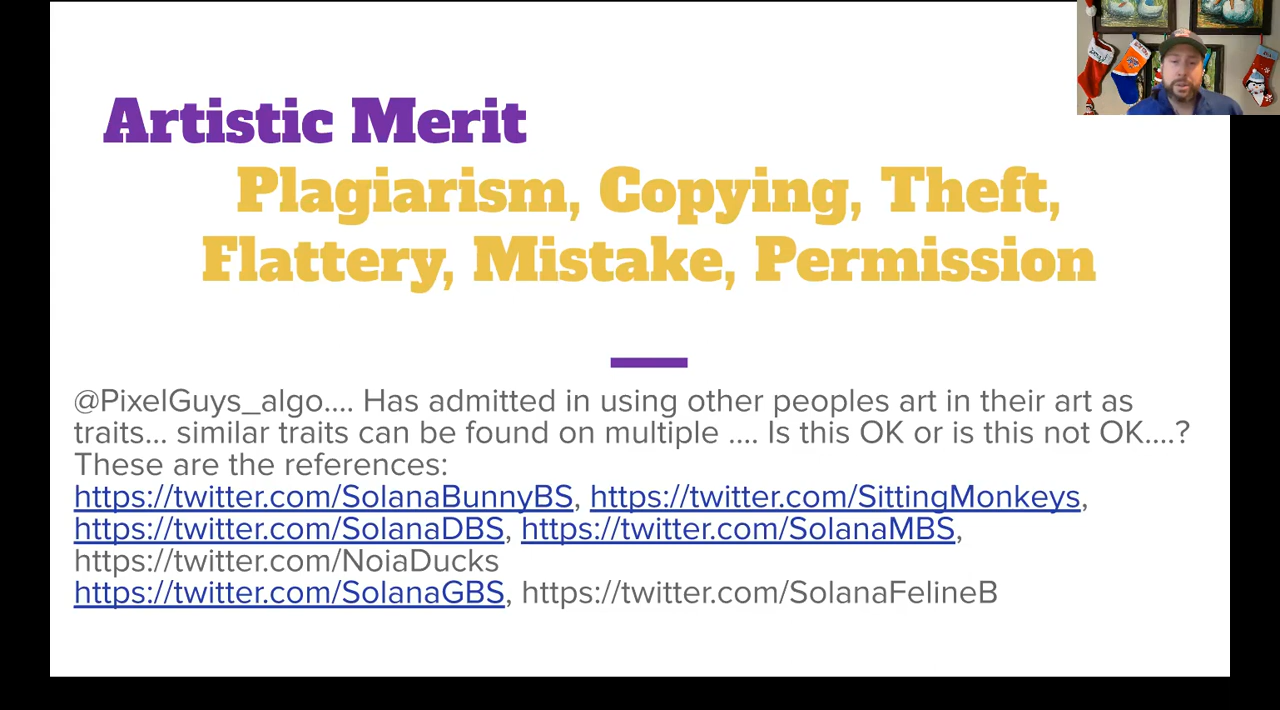 Artistic Merit
Plagiarism, Copying, Theft,
Flattery, Mistake, Permission
@PixelGuys_algo.... Has admitted in using other peoples art in their art as
traits... similar traits can be found on multiple .... Is this OK or is this not OK....?
These are the references:
https://twitter.com/SolanaBunnyBS, https://twitter.com/SittingMonkeys,
https://twitter.com/SolanaDBS, https://twitter.com/SolanaMBS,
https://twitter.com/NoiaDucks
https://twitter.com/SolanaGBS, https://twitter.com/SolanaFelineB